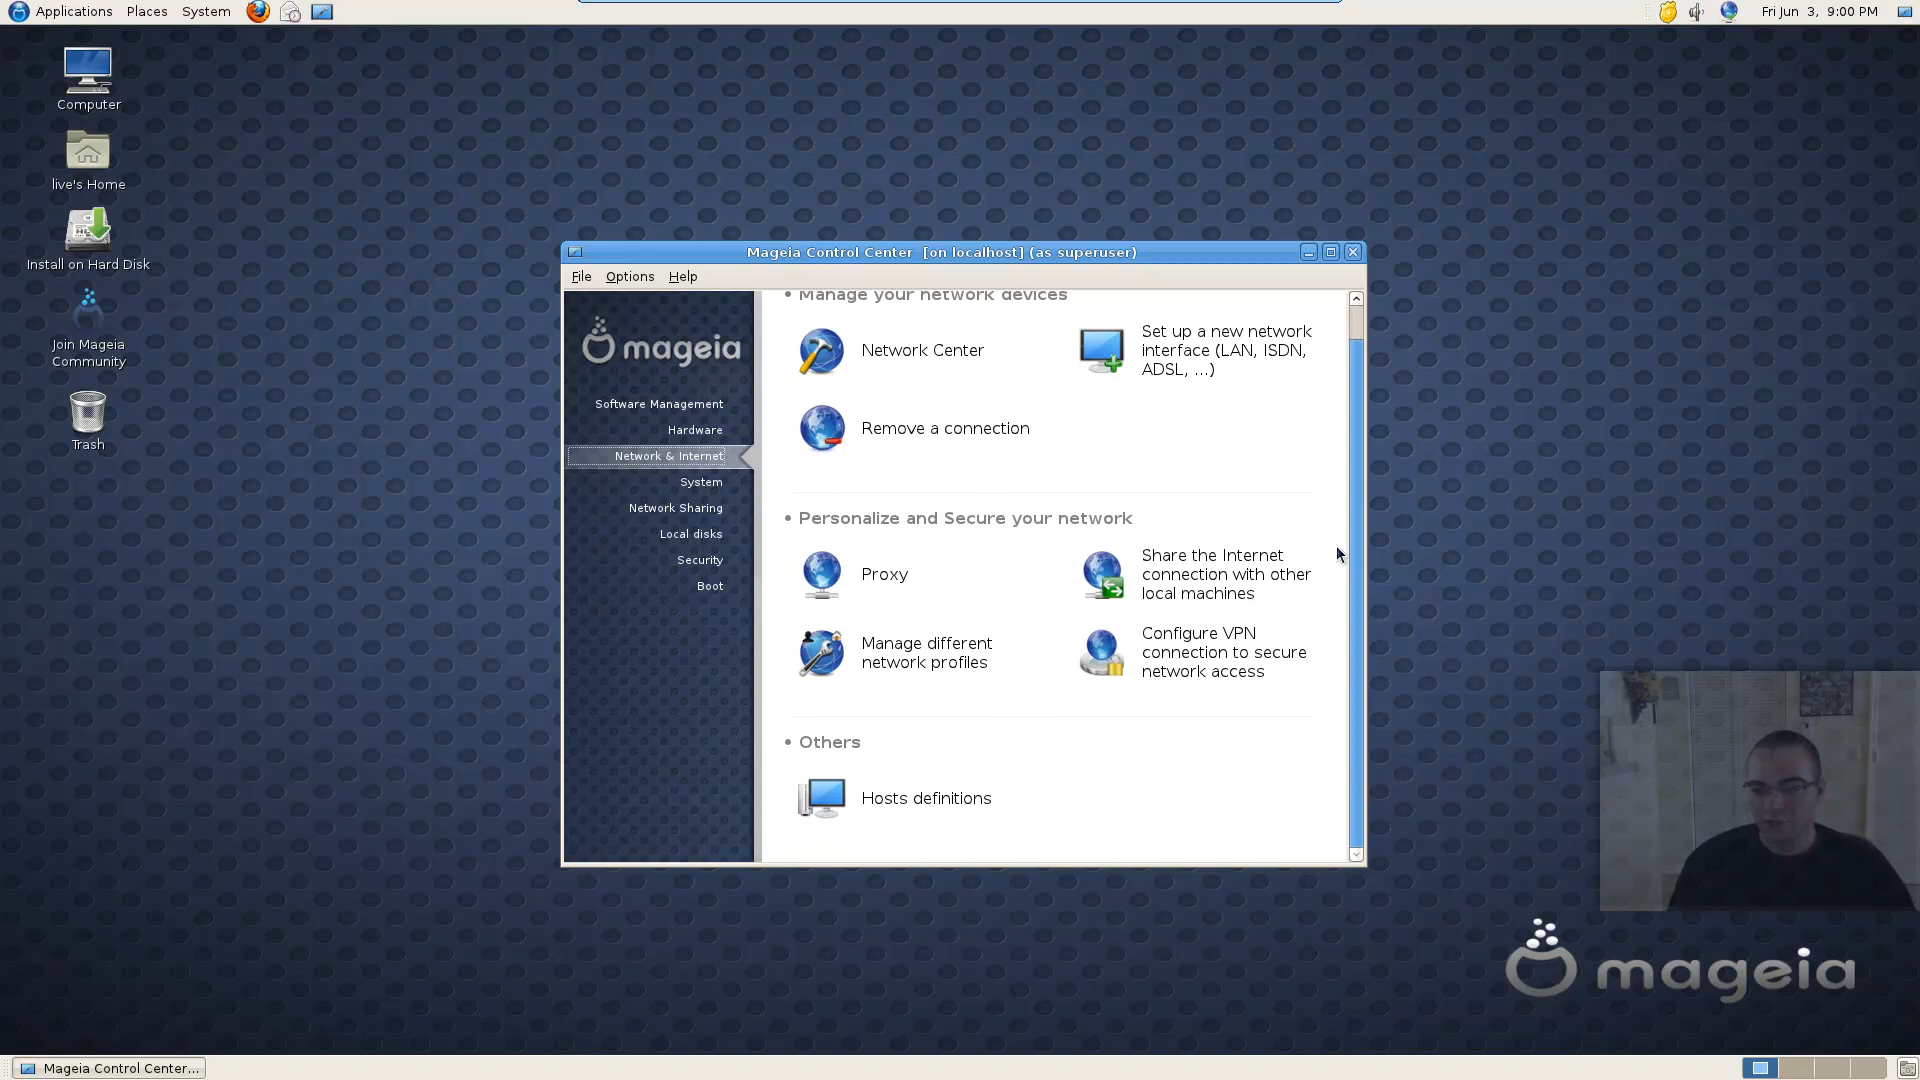 Applications Places System
Fri Jun 3, 9:00 PM
Computer
live's Home
Install on Hard Disk
Join Mageia
Community
Trash
Mageia Control Center [on localhost] (as superuser)
File Options Help
mageia
Software Management
Hardware
Network & Internet
System
Network Sharing
Local disks
Security
Boot
• Manage your network devices
Network Center
Set up a new network
interface (LAN, ISDN,
ADSL, ...)
Remove a connection
• Personalize and Secure your network
Proxy
Share the Internet
connection with other
local machines
Manage different
network profiles
Configure VPN
connection to secure
network access
• Others
Hosts definitions
mageia
Mageia Control Center...